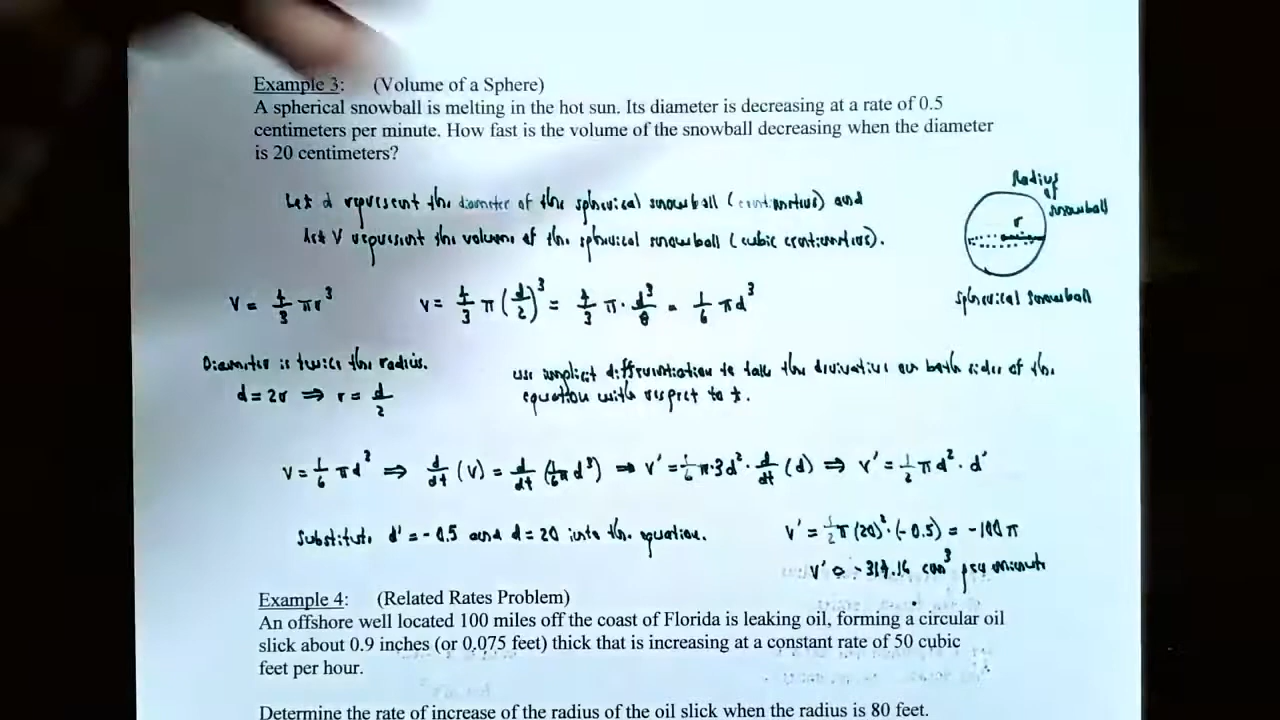 Example 3: (Volume of a Sphere)
A spherical snowball is melting in the hot sun. Its diameter is decreasing at a rate of 0.5
centimeters per minute. How fast is the volume of the snowball decreasing when the diameter
is 20 centimeters?
Let d represent the diameter of the spherical snowball (centimeters) and
let V represent the volume of the spherical snowball (cubic centimeters).
Radius
of
snowball
r
Spherical Snowball
V = 4/3 πr³
V = 4/3 π (d/2)³ = 4/3 π · d³/8 = 1/6 πd³
Diameter is twice the radius.
d = 2r ⇒ r = d/2
Use implicit differentiation to take the derivative on both sides of the
equation with respect to t.
V = 1/6 πd³ ⇒ d/dt (V) = d/dt (1/6 πd³) ⇒ V' = 1/6 π·3d² · d/dt (d) ⇒ V' = 1/2 πd² · d'
Substitute d' = -0.5 and d = 20 into the equation.
V' = 1/2 π (20)² · (-0.5) = -100π
V' ≈ -314.16 cm³ per minute
Example 4: (Related Rates Problem)
An offshore well located 100 miles off the coast of Florida is leaking oil, forming a circular oil
slick about 0.9 inches (or 0.075 feet) thick that is increasing at a constant rate of 50 cubic
feet per hour.
Determine the rate of increase of the radius of the oil slick when the radius is 80 feet.